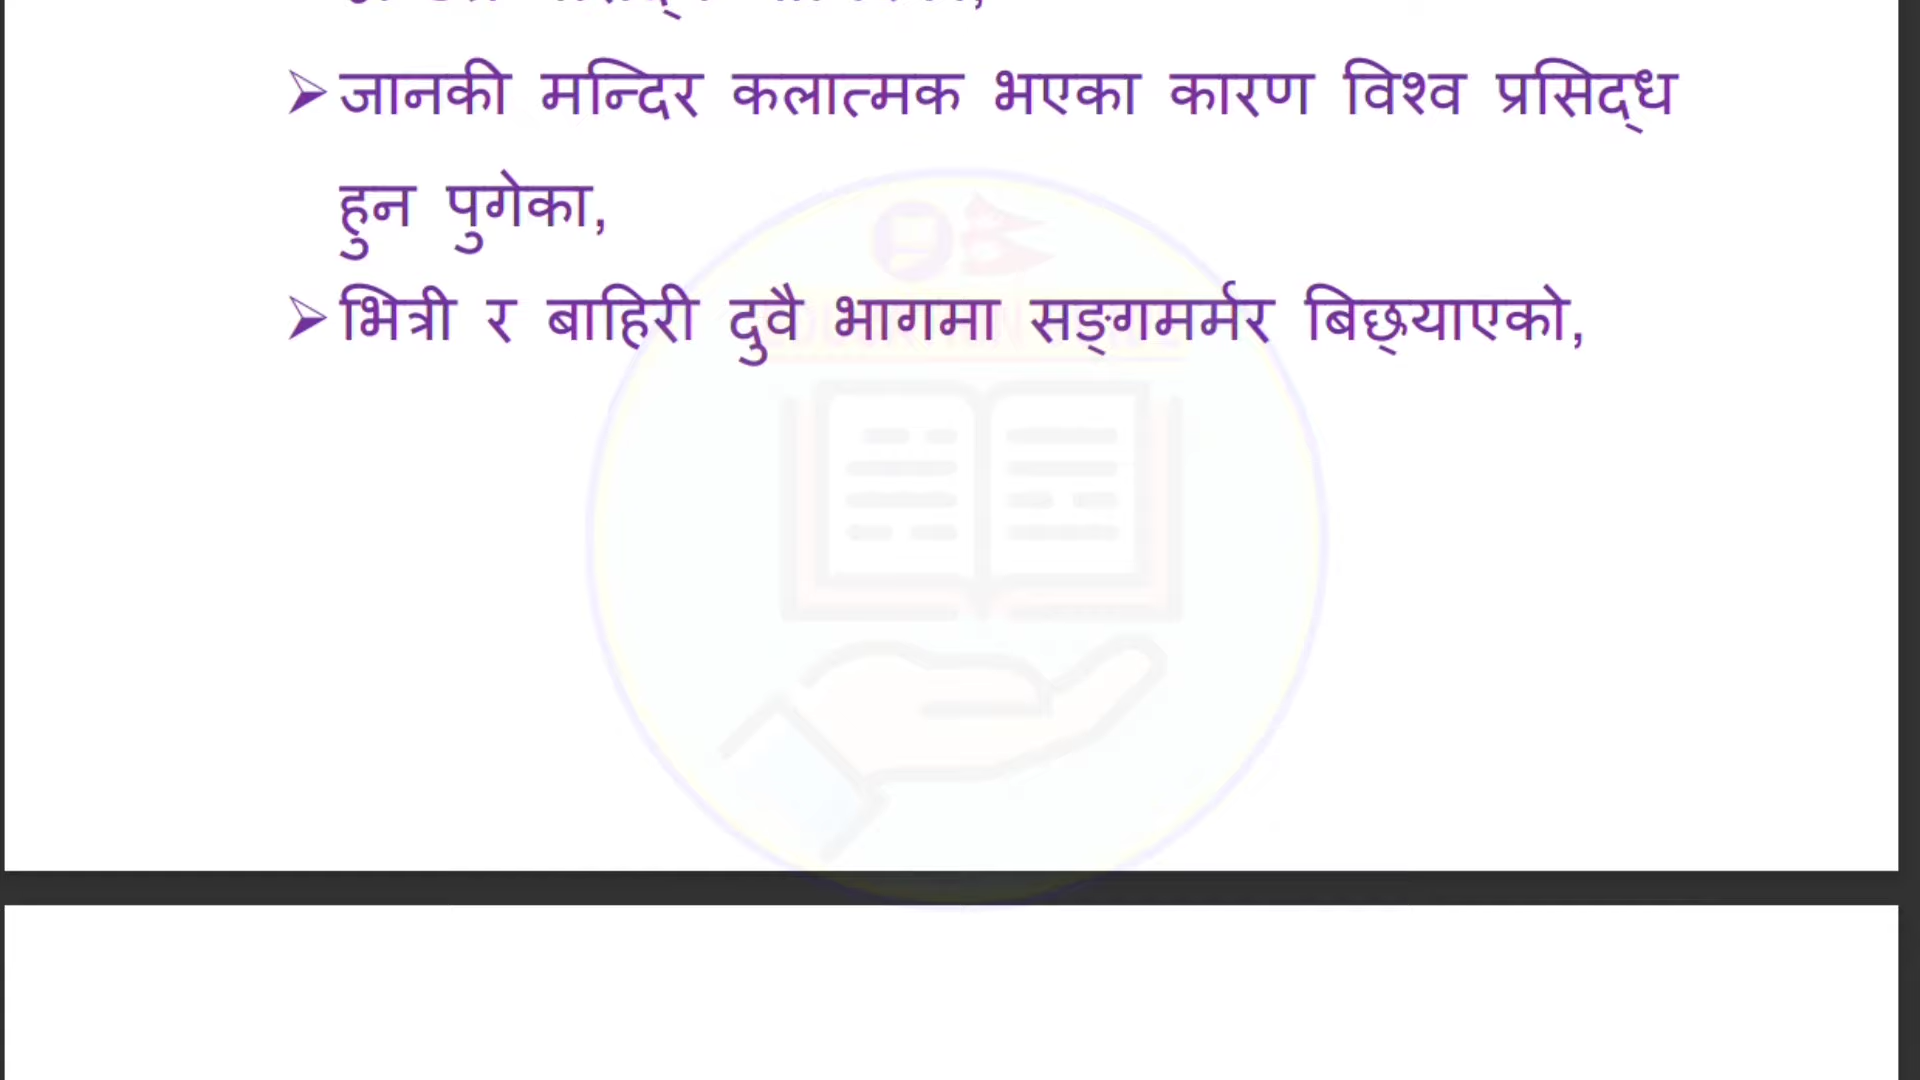 ➢ जानकी मन्दिर कलात्मक भएका कारण विश्व प्रसिद्ध
हुन पुगेका,
➢ भित्री र बाहिरी दुवै भागमा सङ्गमर्मर बिछ्याएको,